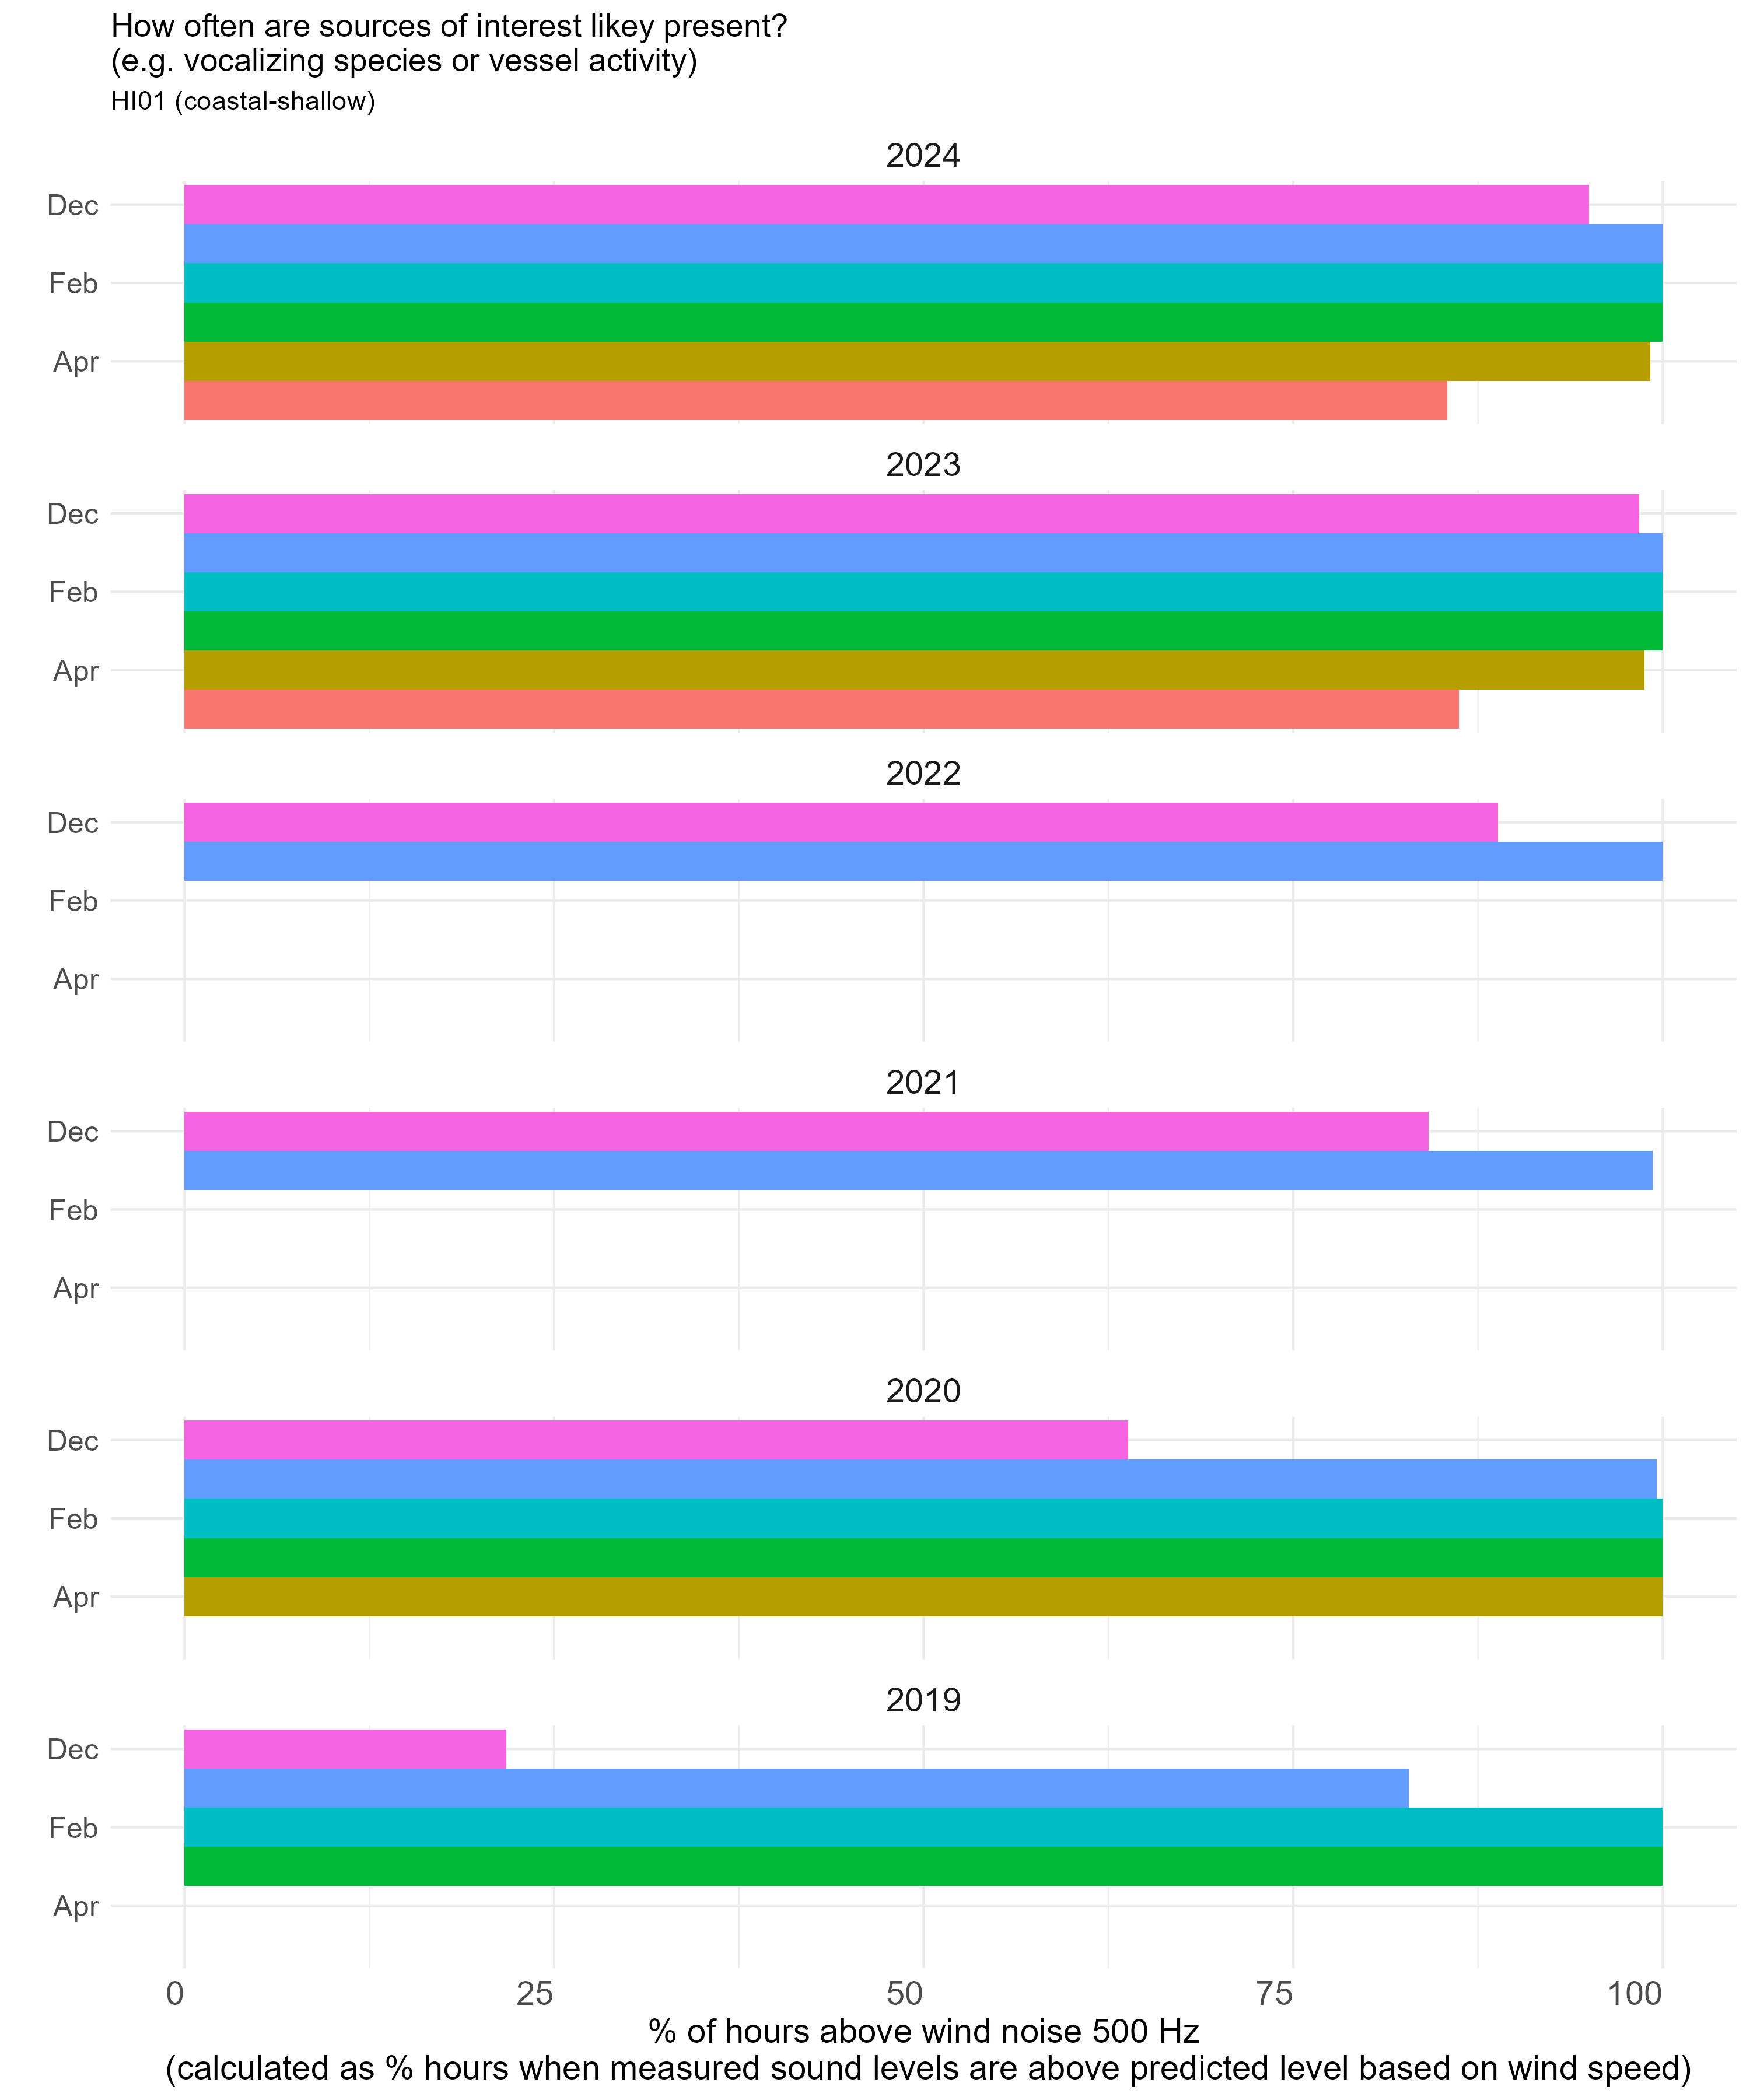 How often are sources of interest likey present?
(e.g. vocalizing species or vessel activity)
HI01 (coastal-shallow)
2024
Dec
Feb
Apr
2023
Dec
Feb
Apr
2022
Dec
Feb
Apr
2021
Dec
Feb
Apr
2020
Dec
Feb
Apr
2019
Dec
Feb
Apr
0 25 50 75 100
% of hours above wind noise 500 Hz
(calculated as % hours when measured sound levels are above predicted level based on wind speed)